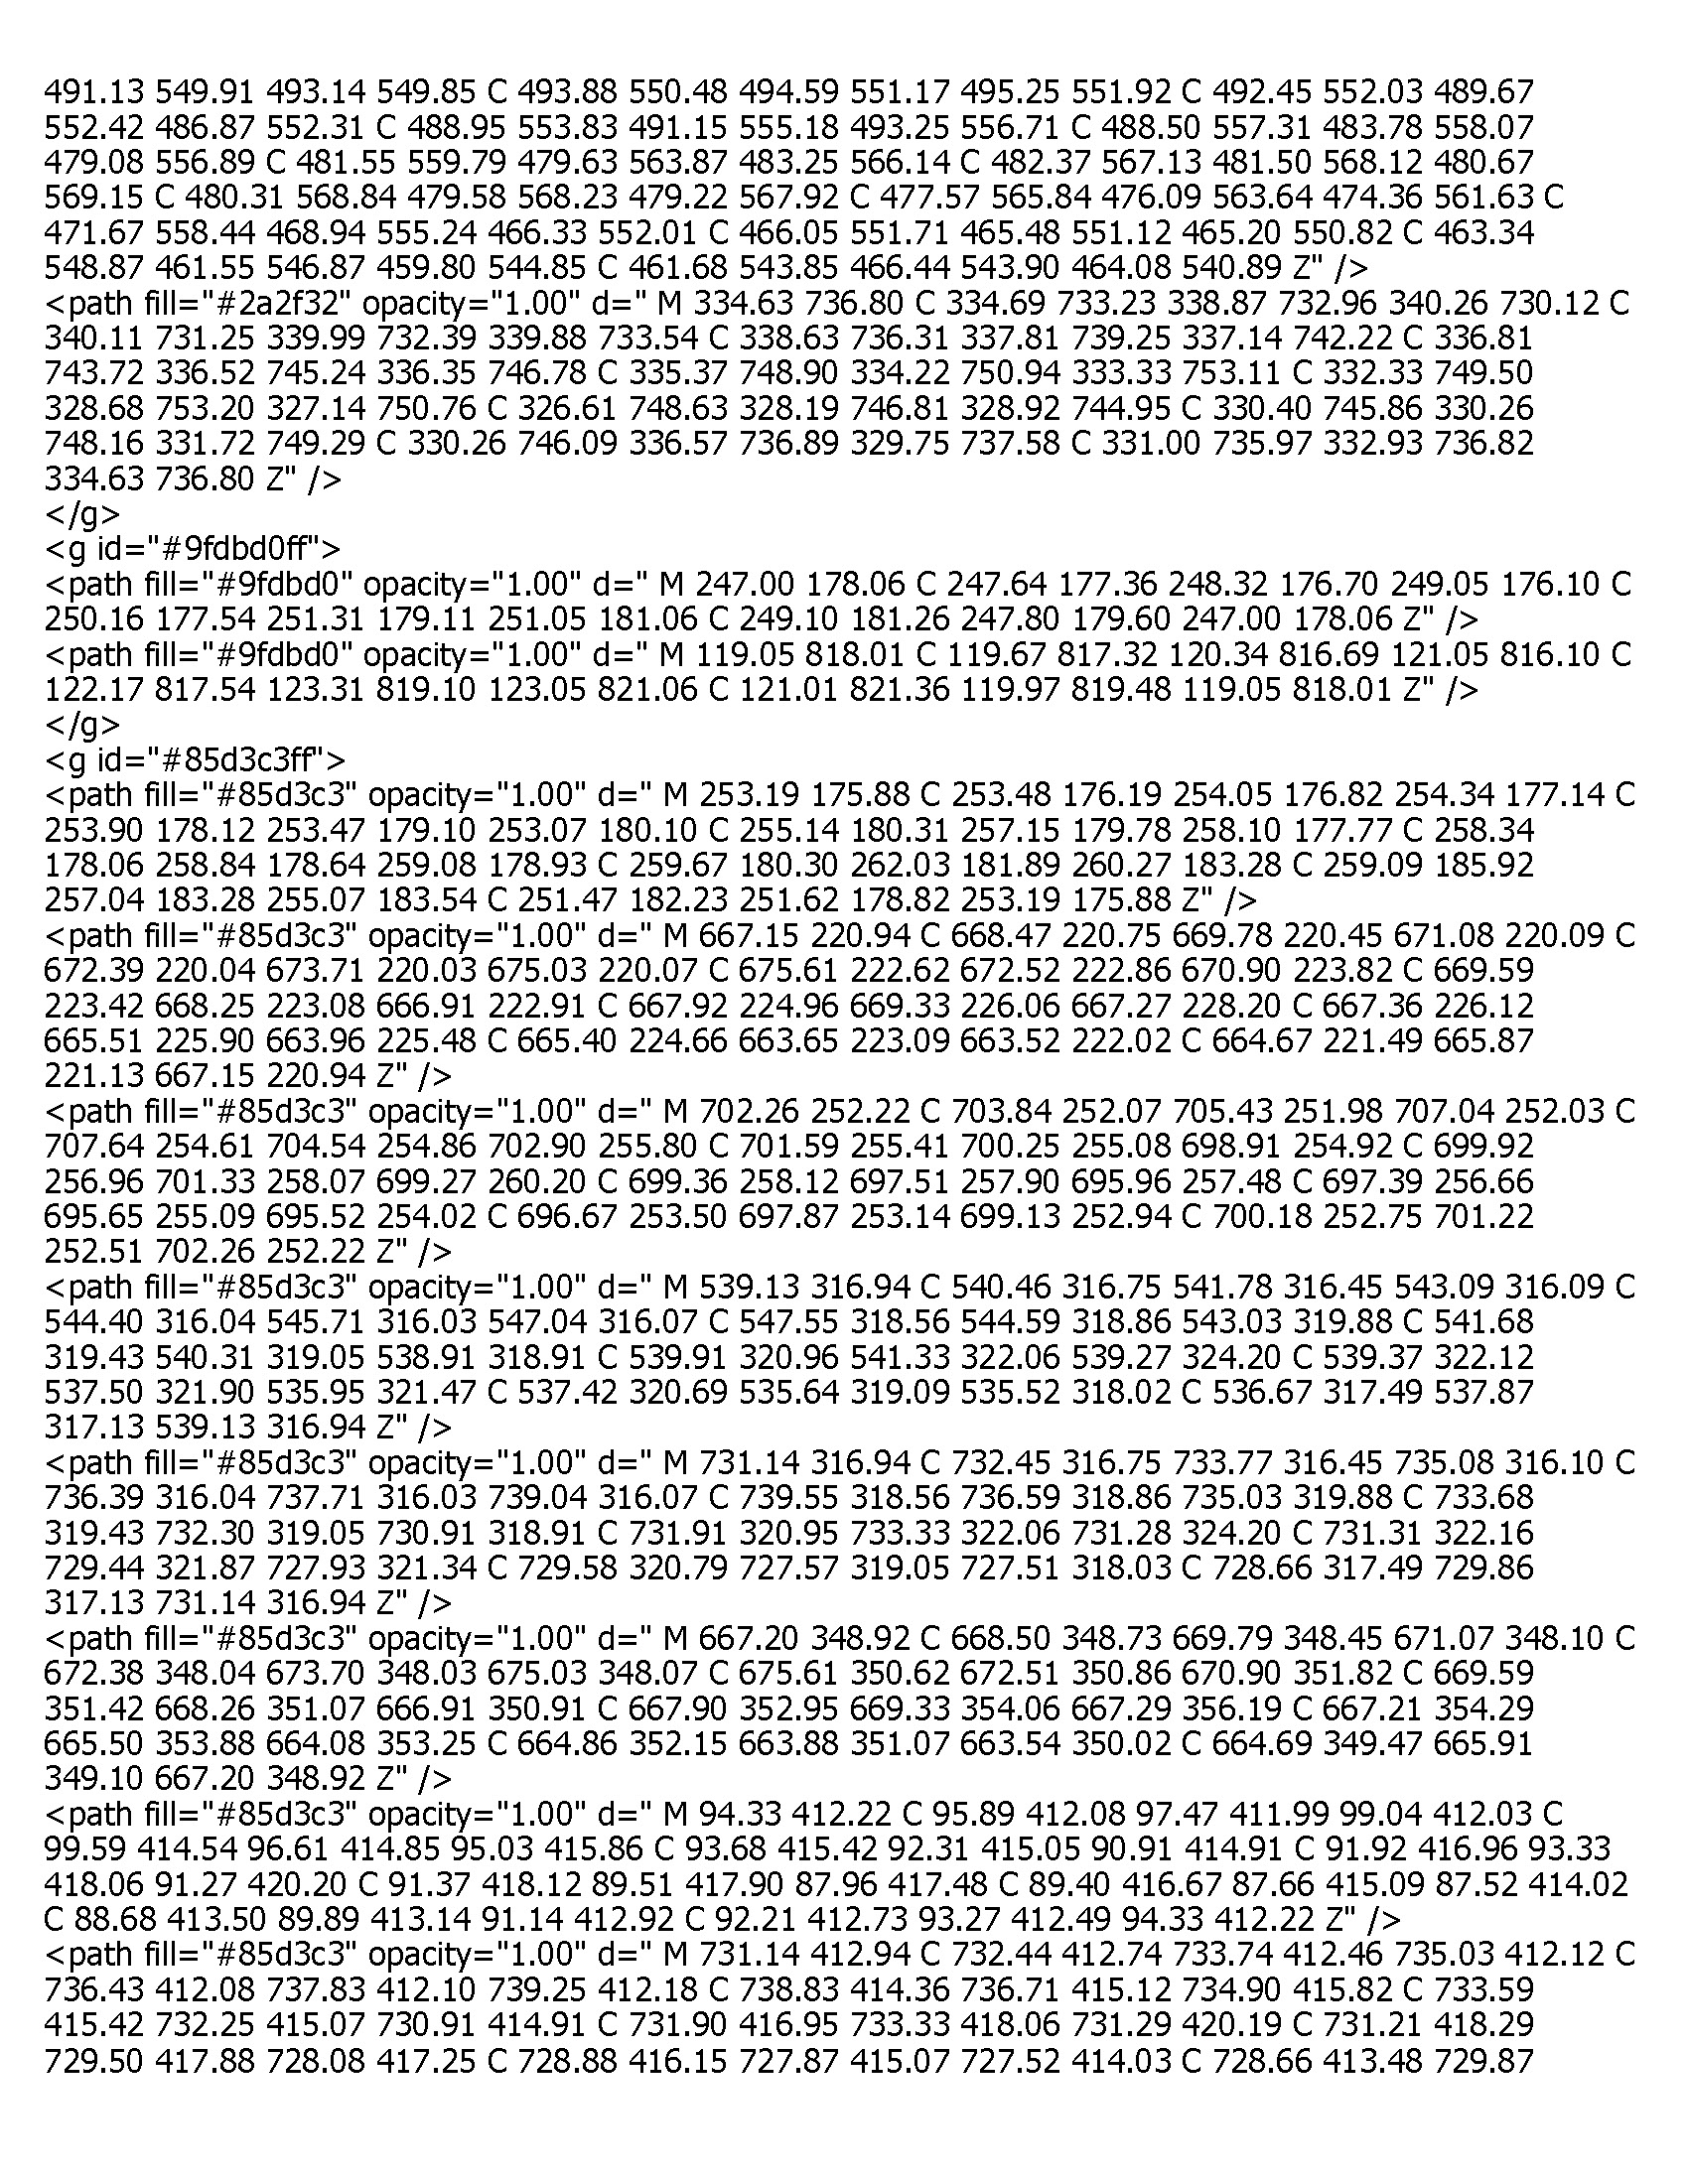 491.13 549.91 493.14 549.85 C 493.88 550.48 494.59 551.17 495.25 551.92 C 492.45 552.03 489.67
552.42 486.87 552.31 C 488.95 553.83 491.15 555.18 493.25 556.71 C 488.50 557.31 483.78 558.07
479.08 556.89 C 481.55 559.79 479.63 563.87 483.25 566.14 C 482.37 567.13 481.50 568.12 480.67
569.15 C 480.31 568.84 479.58 568.23 479.22 567.92 C 477.57 565.84 476.09 563.64 474.36 561.63 C
471.67 558.44 468.94 555.24 466.33 552.01 C 466.05 551.71 465.48 551.12 465.20 550.82 C 463.34
548.87 461.55 546.87 459.80 544.85 C 461.68 543.85 466.44 543.90 464.08 540.89 Z" />
<path fill="#2a2f32" opacity="1.00" d=" M 334.63 736.80 C 334.69 733.23 338.87 732.96 340.26 730.12 C
340.11 731.25 339.99 732.39 339.88 733.54 C 338.63 736.31 337.81 739.25 337.14 742.22 C 336.81
743.72 336.52 745.24 336.35 746.78 C 335.37 748.90 334.22 750.94 333.33 753.11 C 332.33 749.50
328.68 753.20 327.14 750.76 C 326.61 748.63 328.19 746.81 328.92 744.95 C 330.40 745.86 330.26
748.16 331.72 749.29 C 330.26 746.09 336.57 736.89 329.75 737.58 C 331.00 735.97 332.93 736.82
334.63 736.80 Z" />
</g>
<g id="#9fdbd0ff">
<path fill="#9fdbd0" opacity="1.00" d=" M 247.00 178.06 C 247.64 177.36 248.32 176.70 249.05 176.10 C
250.16 177.54 251.31 179.11 251.05 181.06 C 249.10 181.26 247.80 179.60 247.00 178.06 Z" />
<path fill="#9fdbd0" opacity="1.00" d=" M 119.05 818.01 C 119.67 817.32 120.34 816.69 121.05 816.10 C
122.17 817.54 123.31 819.10 123.05 821.06 C 121.01 821.36 119.97 819.48 119.05 818.01 Z" />
</g>
<g id="#85d3c3ff">
<path fill="#85d3c3" opacity="1.00" d=" M 253.19 175.88 C 253.48 176.19 254.05 176.82 254.34 177.14 C
253.90 178.12 253.47 179.10 253.07 180.10 C 255.14 180.31 257.15 179.78 258.10 177.77 C 258.34
178.06 258.84 178.64 259.08 178.93 C 259.67 180.30 262.03 181.89 260.27 183.28 C 259.09 185.92
257.04 183.28 255.07 183.54 C 251.47 182.23 251.62 178.82 253.19 175.88 Z" />
<path fill="#85d3c3" opacity="1.00" d=" M 667.15 220.94 C 668.47 220.75 669.78 220.45 671.08 220.09 C
672.39 220.04 673.71 220.03 675.03 220.07 C 675.61 222.62 672.52 222.86 670.90 223.82 C 669.59
223.42 668.25 223.08 666.91 222.91 C 667.92 224.96 669.33 226.06 667.27 228.20 C 667.36 226.12
665.51 225.90 663.96 225.48 C 665.40 224.66 663.65 223.09 663.52 222.02 C 664.67 221.49 665.87
221.13 667.15 220.94 Z" />
<path fill="#85d3c3" opacity="1.00" d=" M 702.26 252.22 C 703.84 252.07 705.43 251.98 707.04 252.03 C
707.64 254.61 704.54 254.86 702.90 255.80 C 701.59 255.41 700.25 255.08 698.91 254.92 C 699.92
256.96 701.33 258.07 699.27 260.20 C 699.36 258.12 697.51 257.90 695.96 257.48 C 697.39 256.66
695.65 255.09 695.52 254.02 C 696.67 253.50 697.87 253.14 699.13 252.94 C 700.18 252.75 701.22
252.51 702.26 252.22 Z" />
<path fill="#85d3c3" opacity="1.00" d=" M 539.13 316.94 C 540.46 316.75 541.78 316.45 543.09 316.09 C
544.40 316.04 545.71 316.03 547.04 316.07 C 547.55 318.56 544.59 318.86 543.03 319.88 C 541.68
319.43 540.31 319.05 538.91 318.91 C 539.91 320.96 541.33 322.06 539.27 324.20 C 539.37 322.12
537.50 321.90 535.95 321.47 C 537.42 320.69 535.64 319.09 535.52 318.02 C 536.67 317.49 537.87
317.13 539.13 316.94 Z" />
<path fill="#85d3c3" opacity="1.00" d=" M 731.14 316.94 C 732.45 316.75 733.77 316.45 735.08 316.10 C
736.39 316.04 737.71 316.03 739.04 316.07 C 739.55 318.56 736.59 318.86 735.03 319.88 C 733.68
319.43 732.30 319.05 730.91 318.91 C 731.91 320.95 733.33 322.06 731.28 324.20 C 731.31 322.16
729.44 321.87 727.93 321.34 C 729.58 320.79 727.57 319.05 727.51 318.03 C 728.66 317.49 729.86
317.13 731.14 316.94 Z" />
<path fill="#85d3c3" opacity="1.00" d=" M 667.20 348.92 C 668.50 348.73 669.79 348.45 671.07 348.10 C
672.38 348.04 673.70 348.03 675.03 348.07 C 675.61 350.62 672.51 350.86 670.90 351.82 C 669.59
351.42 668.26 351.07 666.91 350.91 C 667.90 352.95 669.33 354.06 667.29 356.19 C 667.21 354.29
665.50 353.88 664.08 353.25 C 664.86 352.15 663.88 351.07 663.54 350.02 C 664.69 349.47 665.91
349.10 667.20 348.92 Z" />
<path fill="#85d3c3" opacity="1.00" d=" M 94.33 412.22 C 95.89 412.08 97.47 411.99 99.04 412.03 C
99.59 414.54 96.61 414.85 95.03 415.86 C 93.68 415.42 92.31 415.05 90.91 414.91 C 91.92 416.96 93.33
418.06 91.27 420.20 C 91.37 418.12 89.51 417.90 87.96 417.48 C 89.40 416.67 87.66 415.09 87.52 414.02
C 88.68 413.50 89.89 413.14 91.14 412.92 C 92.21 412.73 93.27 412.49 94.33 412.22 Z" />
<path fill="#85d3c3" opacity="1.00" d=" M 731.14 412.94 C 732.44 412.74 733.74 412.46 735.03 412.12 C
736.43 412.08 737.83 412.10 739.25 412.18 C 738.83 414.36 736.71 415.12 734.90 415.82 C 733.59
415.42 732.25 415.07 730.91 414.91 C 731.90 416.95 733.33 418.06 731.29 420.19 C 731.21 418.29
729.50 417.88 728.08 417.25 C 728.88 416.15 727.87 415.07 727.52 414.03 C 728.66 413.48 729.87